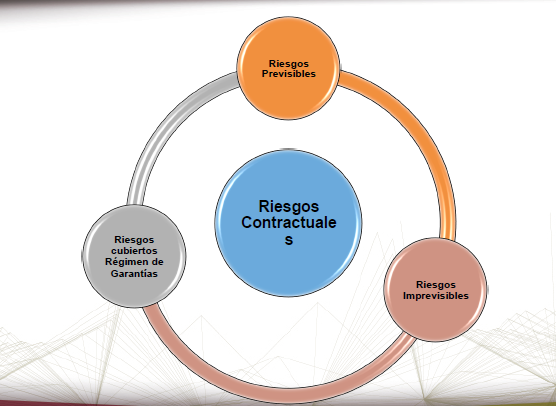 Riesgos
Previsibles
Riesgos
Contractuale
s
Riesgos
cubiertos
Régimen de
Garantías
Riesgos
Imprevisibles